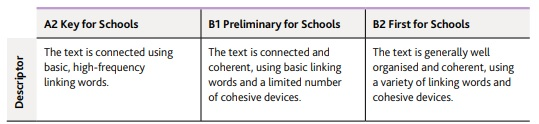 A2 Key for Schools
B1 Preliminary for Schools
B2 First for Schools
Descriptor
The text is connected using
basic, high-frequency
linking words.
The text is connected and
coherent, using basic linking
words and a limited number
of cohesive devices.
The text is generally well
organised and coherent, using
a variety of linking words and
cohesive devices.